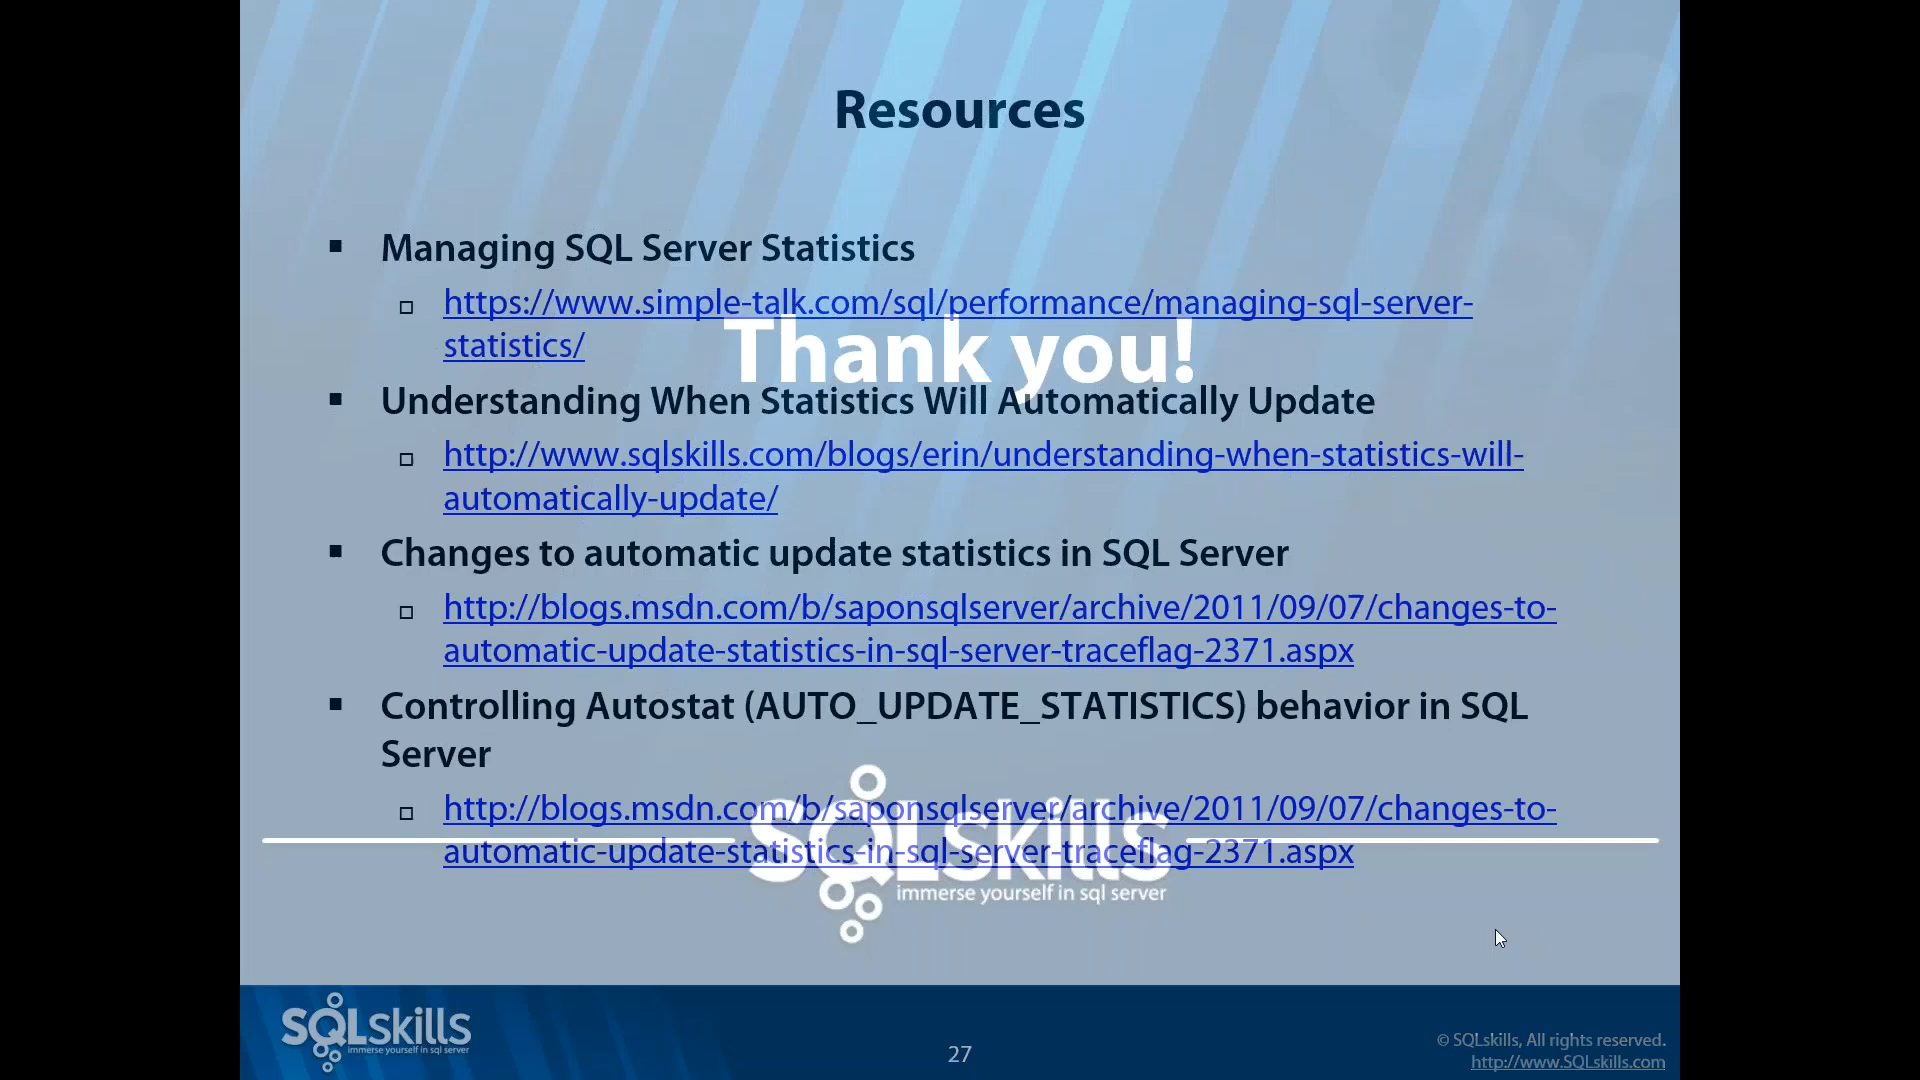 Resources
Managing SQL Server Statistics
https://www.simple-talk.com/sql/performance/managing-sql-server-
statistics/
Thank you!
Understanding When Statistics Will Automatically Update
http://www.sqlskills.com/blogs/erin/understanding-when-statistics-will-
automatically-update/
Changes to automatic update statistics in SQL Server
http://blogs.msdn.com/b/saponsqlserver/archive/2011/09/07/changes-to-
automatic-update-statistics-in-sql-server-traceflag-2371.aspx
Controlling Autostat (AUTO_UPDATE_STATISTICS) behavior in SQL
Server
http://blogs.msdn.com/b/saponsqlserver/archive/2011/09/07/changes-to-
automatic-update-statistics-in-sql-server-traceflag-2371.aspx
SQLskills
immerse yourself in sql server
SQLskills
immerse yourself in sql server
27
© SQLskills, All rights reserved.
http://www.SQLskills.com